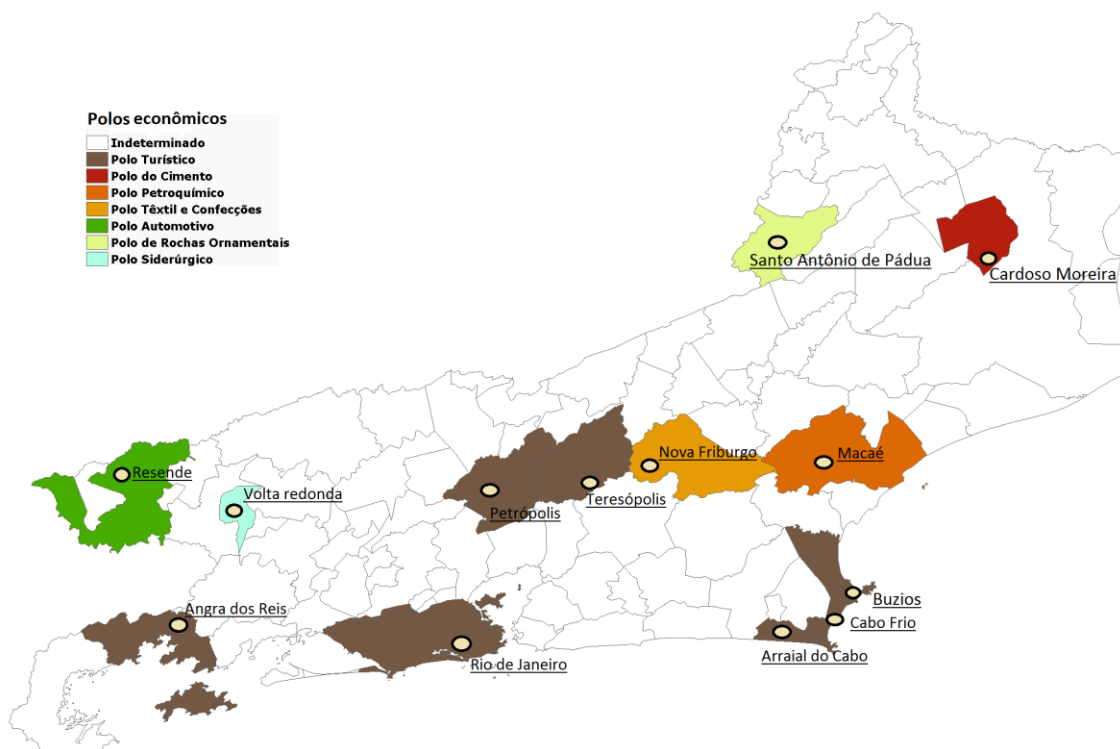 Polos econômicos
Indeterminado
Polo Turístico
Polo do Cimento
Polo Petroquímico
Polo Têxtil e Confecções
Polo Automotivo
Polo de Rochas Ornamentais
Polo Siderúrgico
Santo Antônio de Pádua
Cardoso Moreira
Nova Friburgo
Macaé
Resende
Volta redonda
Teresópolis
Petrópolis
Angra dos Reis
Buzios
Cabo Frio
Arraial do Cabo
Rio de Janeiro